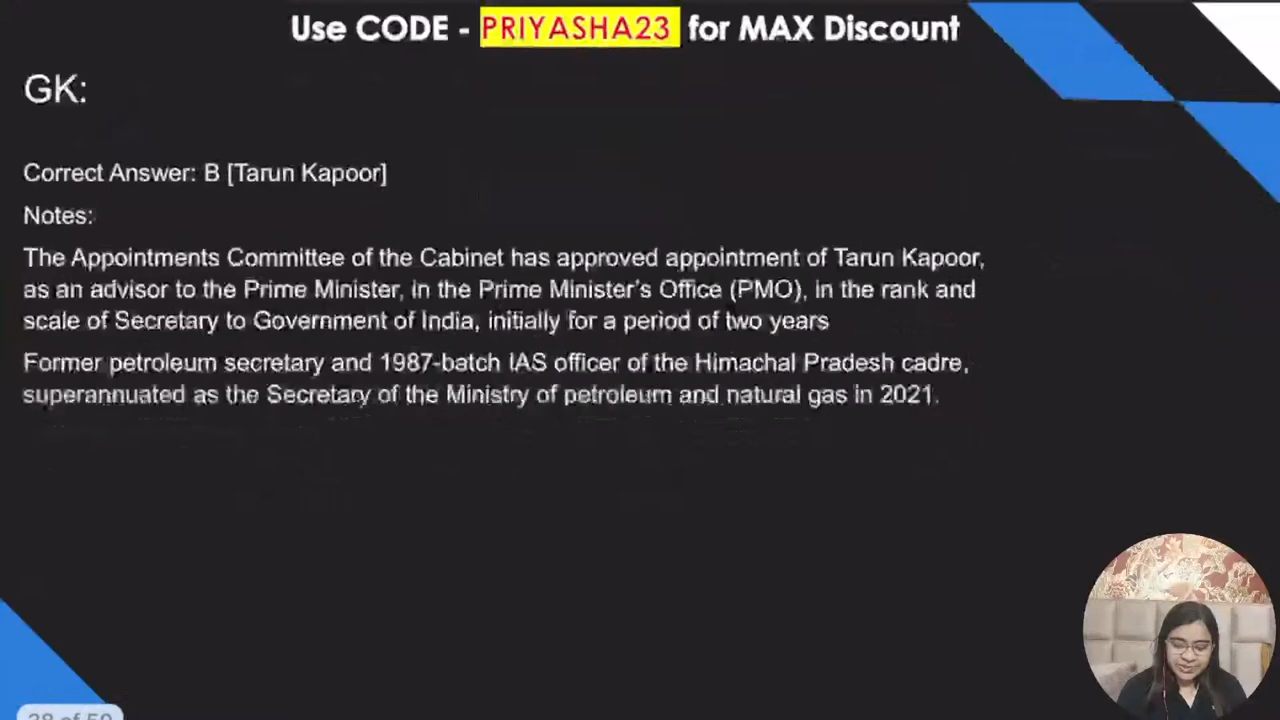 Use CODE - PRIYASHA23 for MAX Discount
GK:
Correct Answer: B [Tarun Kapoor]
Notes:
The Appointments Committee of the Cabinet has approved appointment of Tarun Kapoor,
as an advisor to the Prime Minister, in the Prime Minister's Office (PMO), in the rank and
scale of Secretary to Government of India, initially for a period of two years
Former petroleum secretary and 1987-batch IAS officer of the Himachal Pradesh cadre,
superannuated as the Secretary of the Ministry of petroleum and natural gas in 2021.
38 of 50